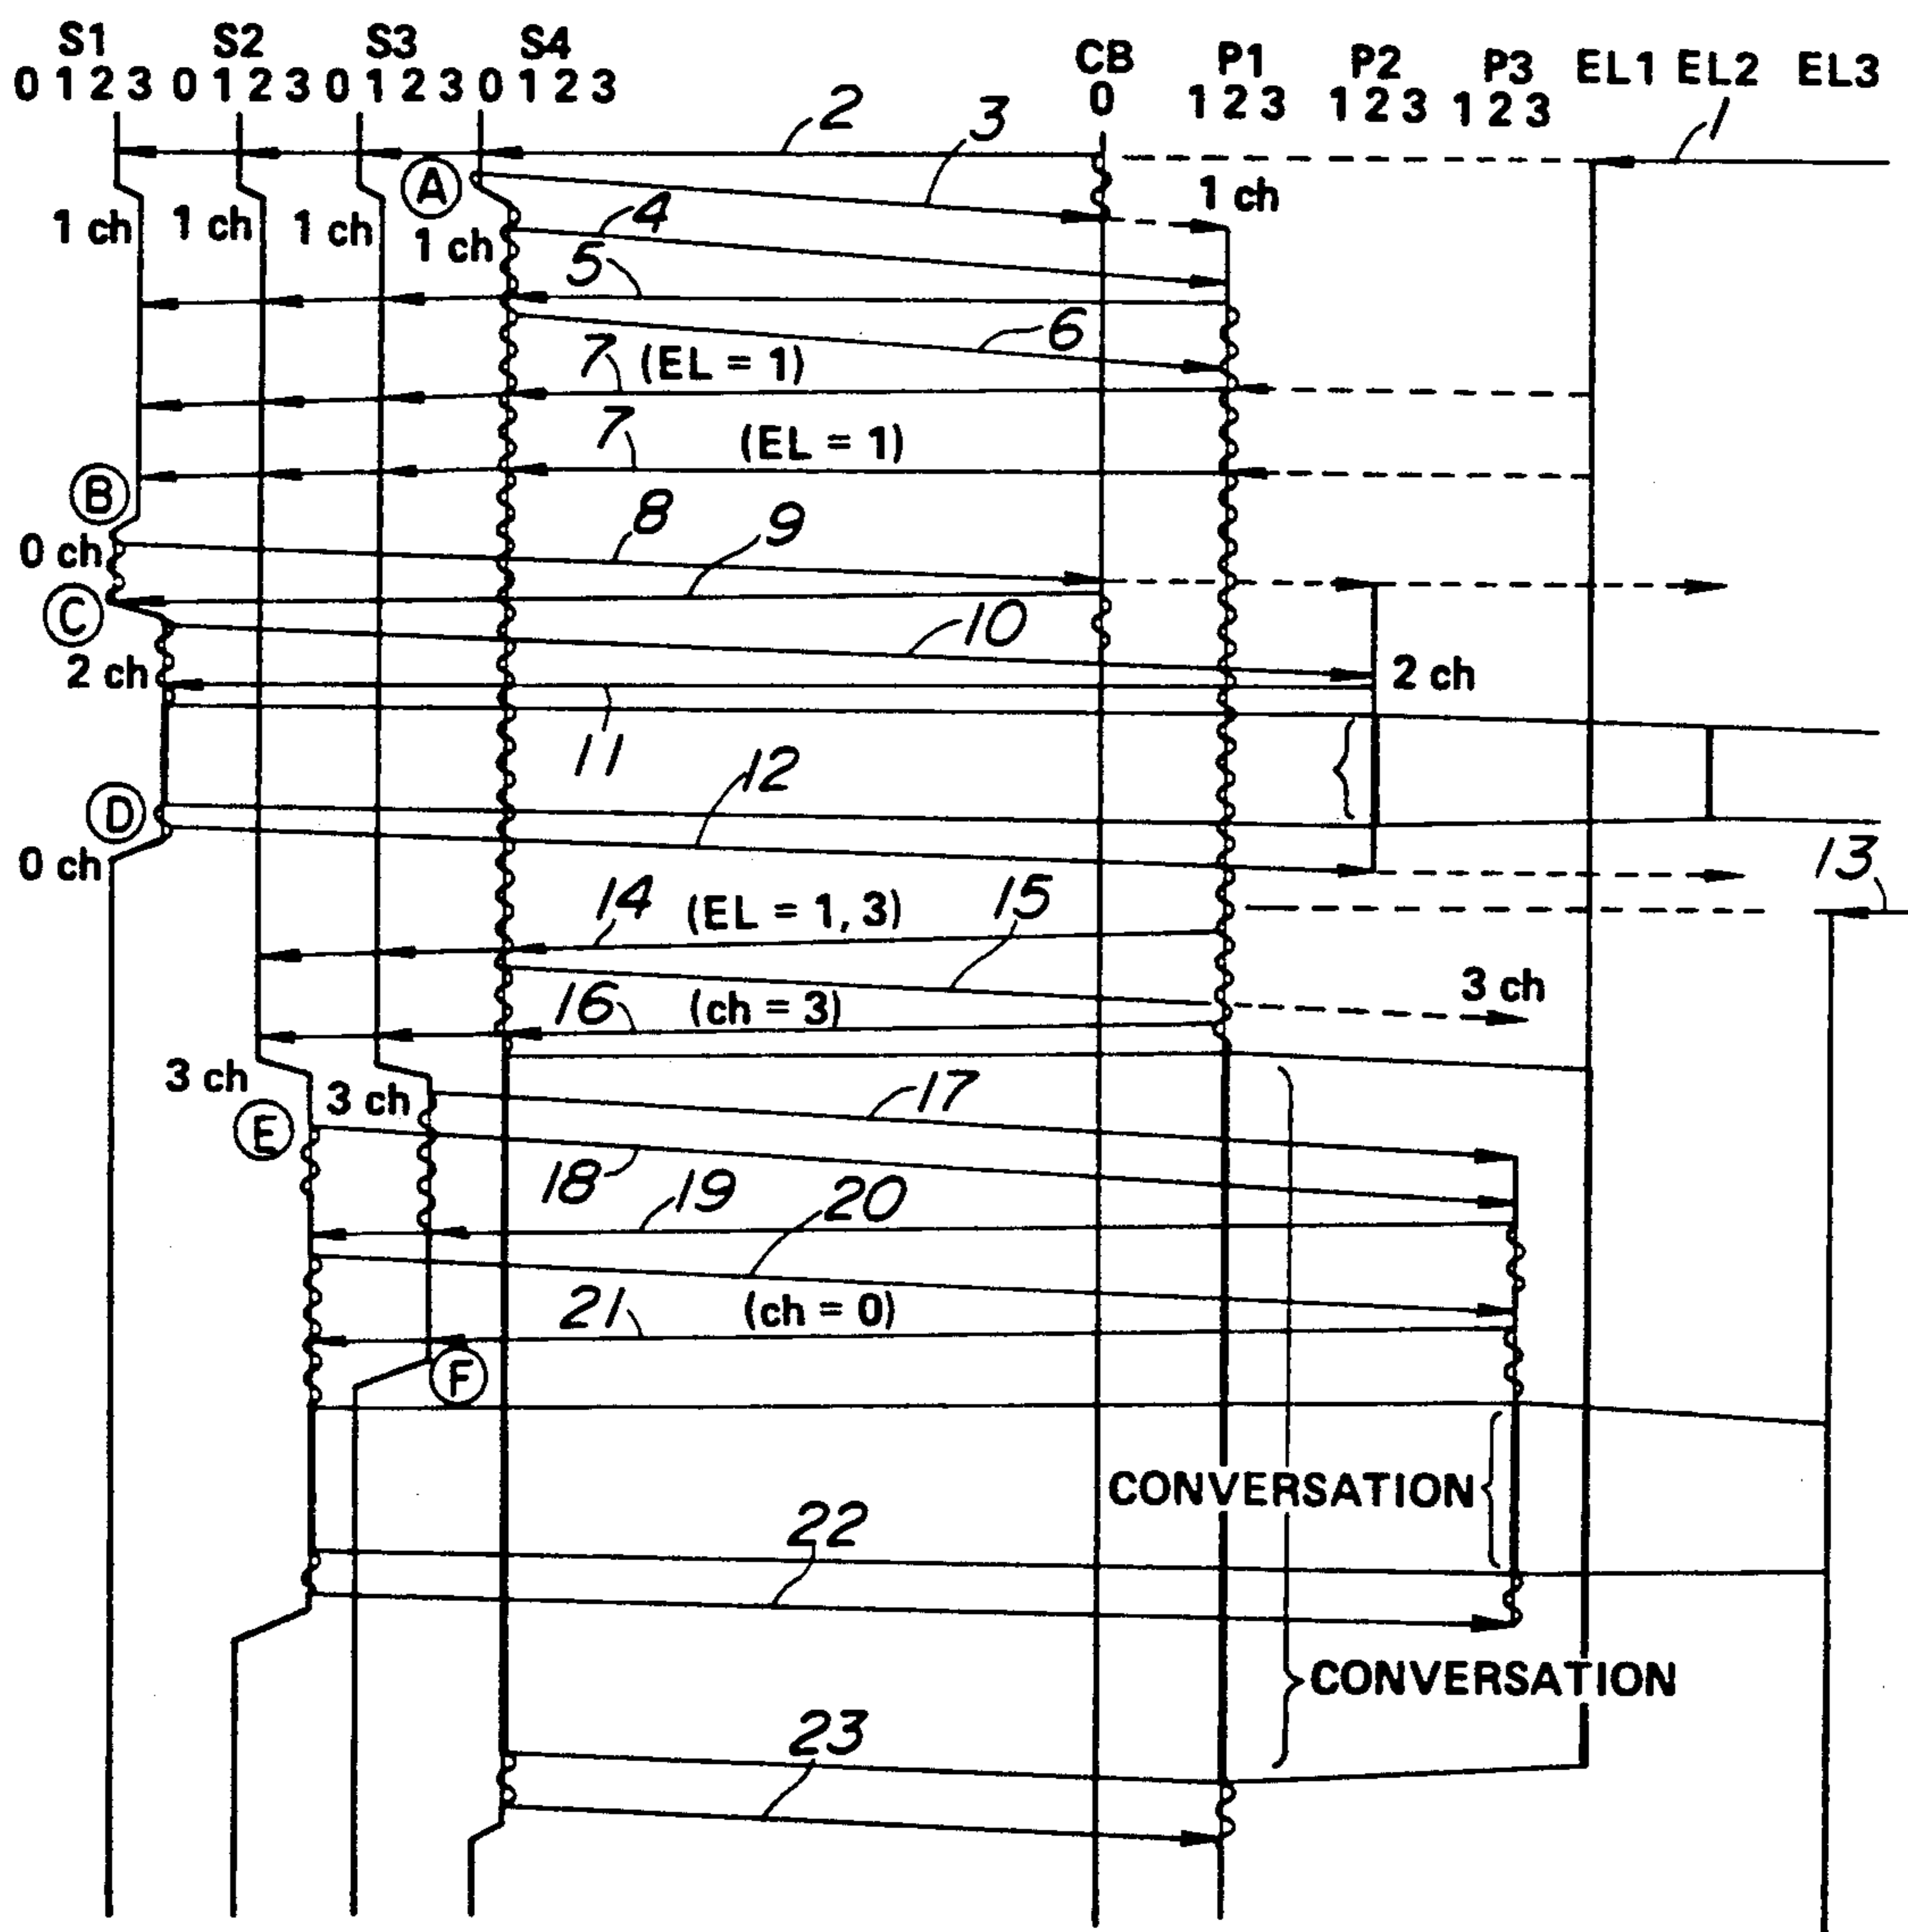 S1 S2 S3 S4 CB P1 P2 P3 EL1 EL2 EL3
0 1 2 3 0 1 2 3 0 1 2 3 0 1 2 3 0 1 2 3 1 2 3 1 2 3
2 3 1
A 1 ch
1 ch 1 ch 1 ch 1 ch 4
5
6
7 (EL = 1)
7 (EL = 1)
B
8 9
0 ch
C 10
2 ch 2 ch
11
12
D
0 ch 13
14 (EL = 1, 3) 15
3 ch
16 (ch = 3)
3 ch 3 ch 17
E
18 19 20
21 (ch = 0)
F
CONVERSATION
22
CONVERSATION
23